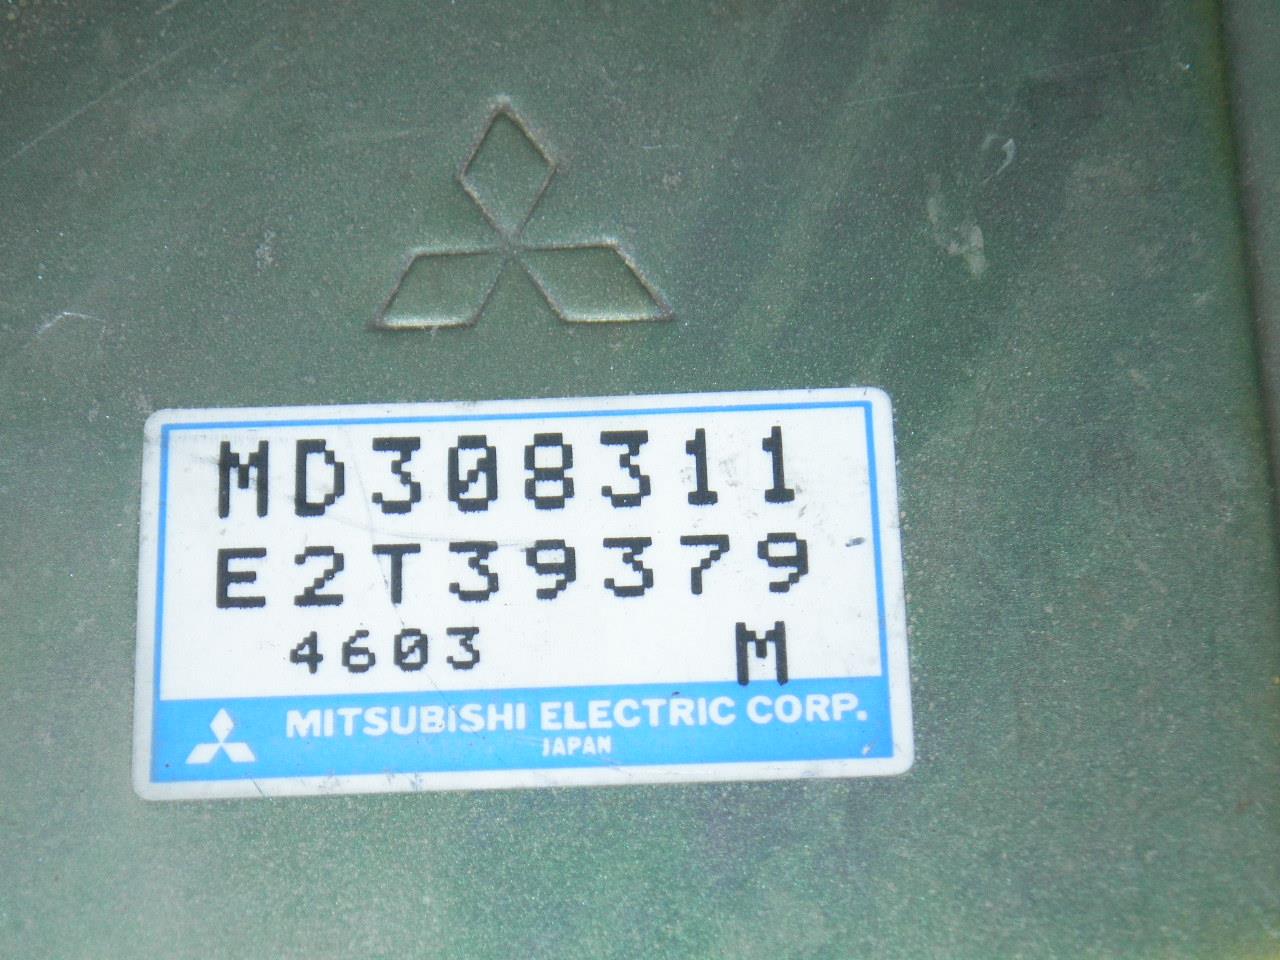 MD308311
E2T39379
4603 M
MITSUBISHI ELECTRIC CORP.
JAPAN